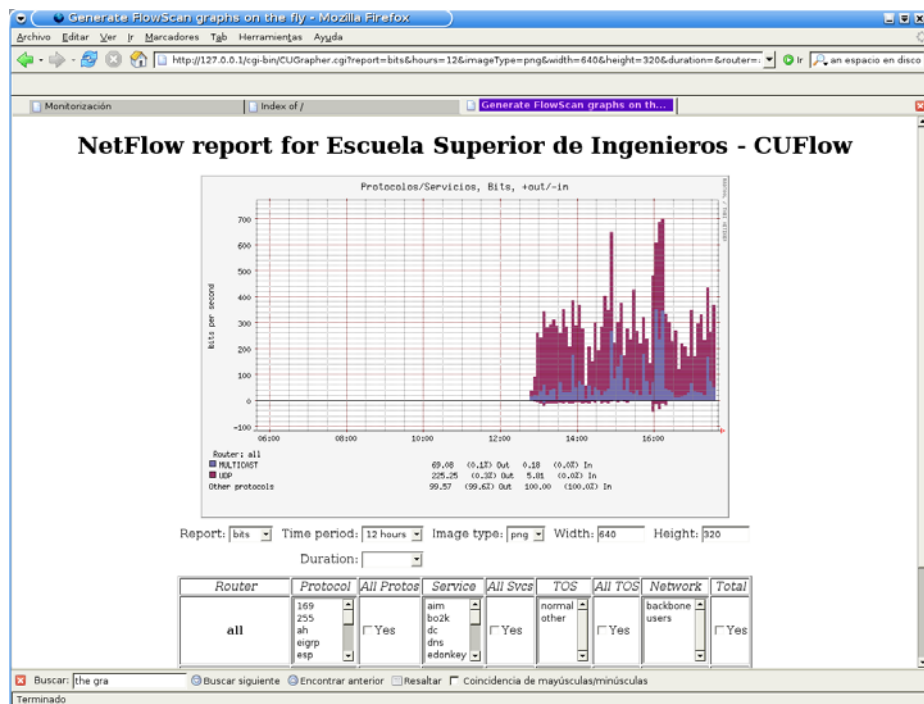 Generate FlowScan graphs on the fly - Mozilla Firefox
Archivo Editar Ver Ir Marcadores Tab Herramientas Ayuda
http://127.0.0.1/cgi-bin/CUGrapher.cgi?report=bits&hours=12&imageType=png&width=640&height=320&duration=&router= Ir an espacio en disco
Monitorización Index of / Generate FlowScan graphs on th...
NetFlow report for Escuela Superior de Ingenieros - CUFlow
Protocolos/Servicios, Bits, +out/-in
bits per second
700
600
500
400
300
200
100
0
-100
06:00 08:00 10:00 12:00 14:00 16:00
Router: all
MULTICAST 69.08 (0.1%) Out 0.18 (0.0%) In
UDP 225.25 (0.3%) Out 5.81 (0.0%) In
Other protocols 99.57 (99.6%) Out 100.00 (100.0%) In
Report: bits Time period: 12 hours Image type: png Width: 640 Height: 320
Duration:
Router Protocol All Protos Service All Svcs TOS All TOS Network Total
all 169 Yes aim Yes normal Yes backbone Yes
255 bo2k other users
ah dc
eigrp dns
esp edonkey
Buscar: the gra Buscar siguiente Encontrar anterior Resaltar Coincidencia de mayúsculas/minúsculas
Terminado